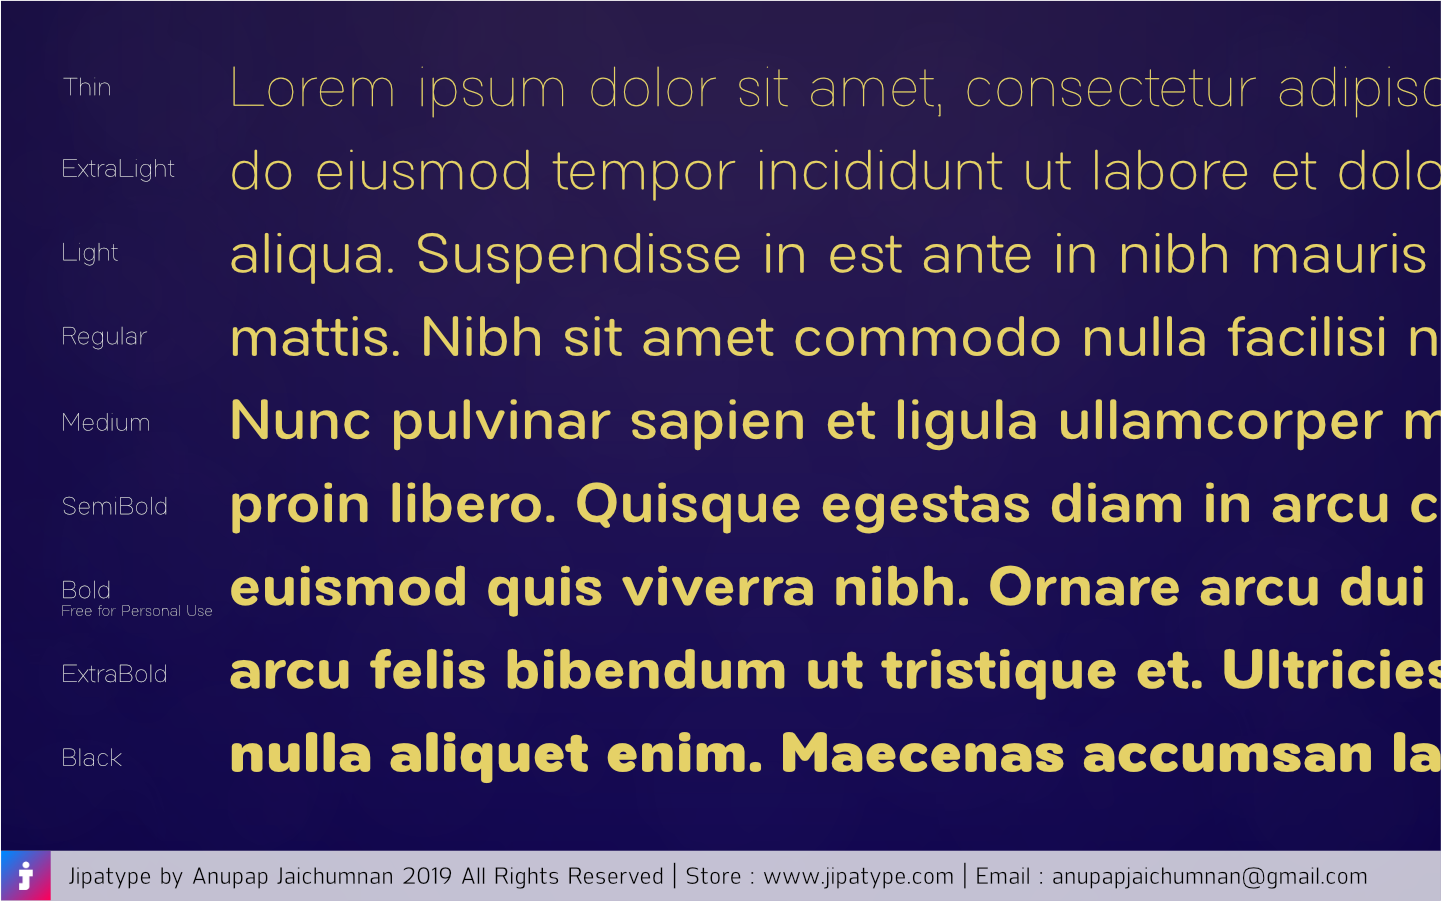 Thin
Lorem ipsum dolor sit amet, consectetur adipisc
ExtraLight
do eiusmod tempor incididunt ut labore et dolo
Light
aliqua. Suspendisse in est ante in nibh mauris
Regular
mattis. Nibh sit amet commodo nulla facilisi n
Medium
Nunc pulvinar sapien et ligula ullamcorper m
SemiBold
proin libero. Quisque egestas diam in arcu c
Bold
Free for Personal Use
euismod quis viverra nibh. Ornare arcu dui
ExtraBold
arcu felis bibendum ut tristique et. Ultricies
Black
nulla aliquet enim. Maecenas accumsan la
Jipatype by Anupap Jaichumnan 2019 All Rights Reserved | Store : www.jipatype.com | Email : anupapjaichumnan@gmail.com